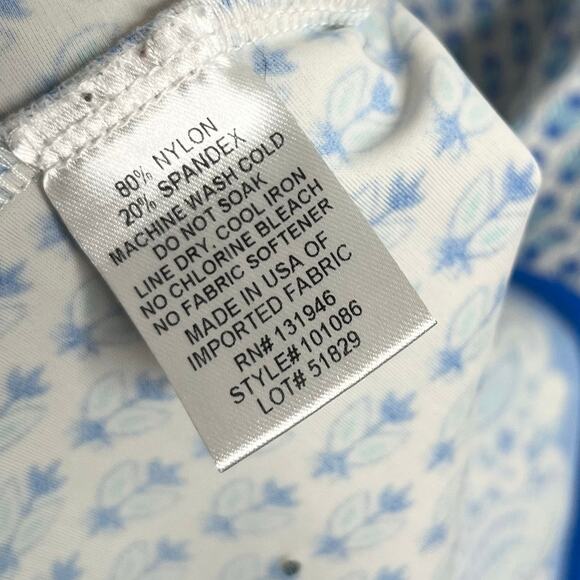 80% NYLON
20% SPANDEX
MACHINE WASH COLD
DO NOT SOAK
LINE DRY. COOL IRON
NO CHLORINE BLEACH
NO FABRIC SOFTENER
MADE IN USA OF
IMPORTED FABRIC
RN# 131946
STYLE#101086
LOT# 51829